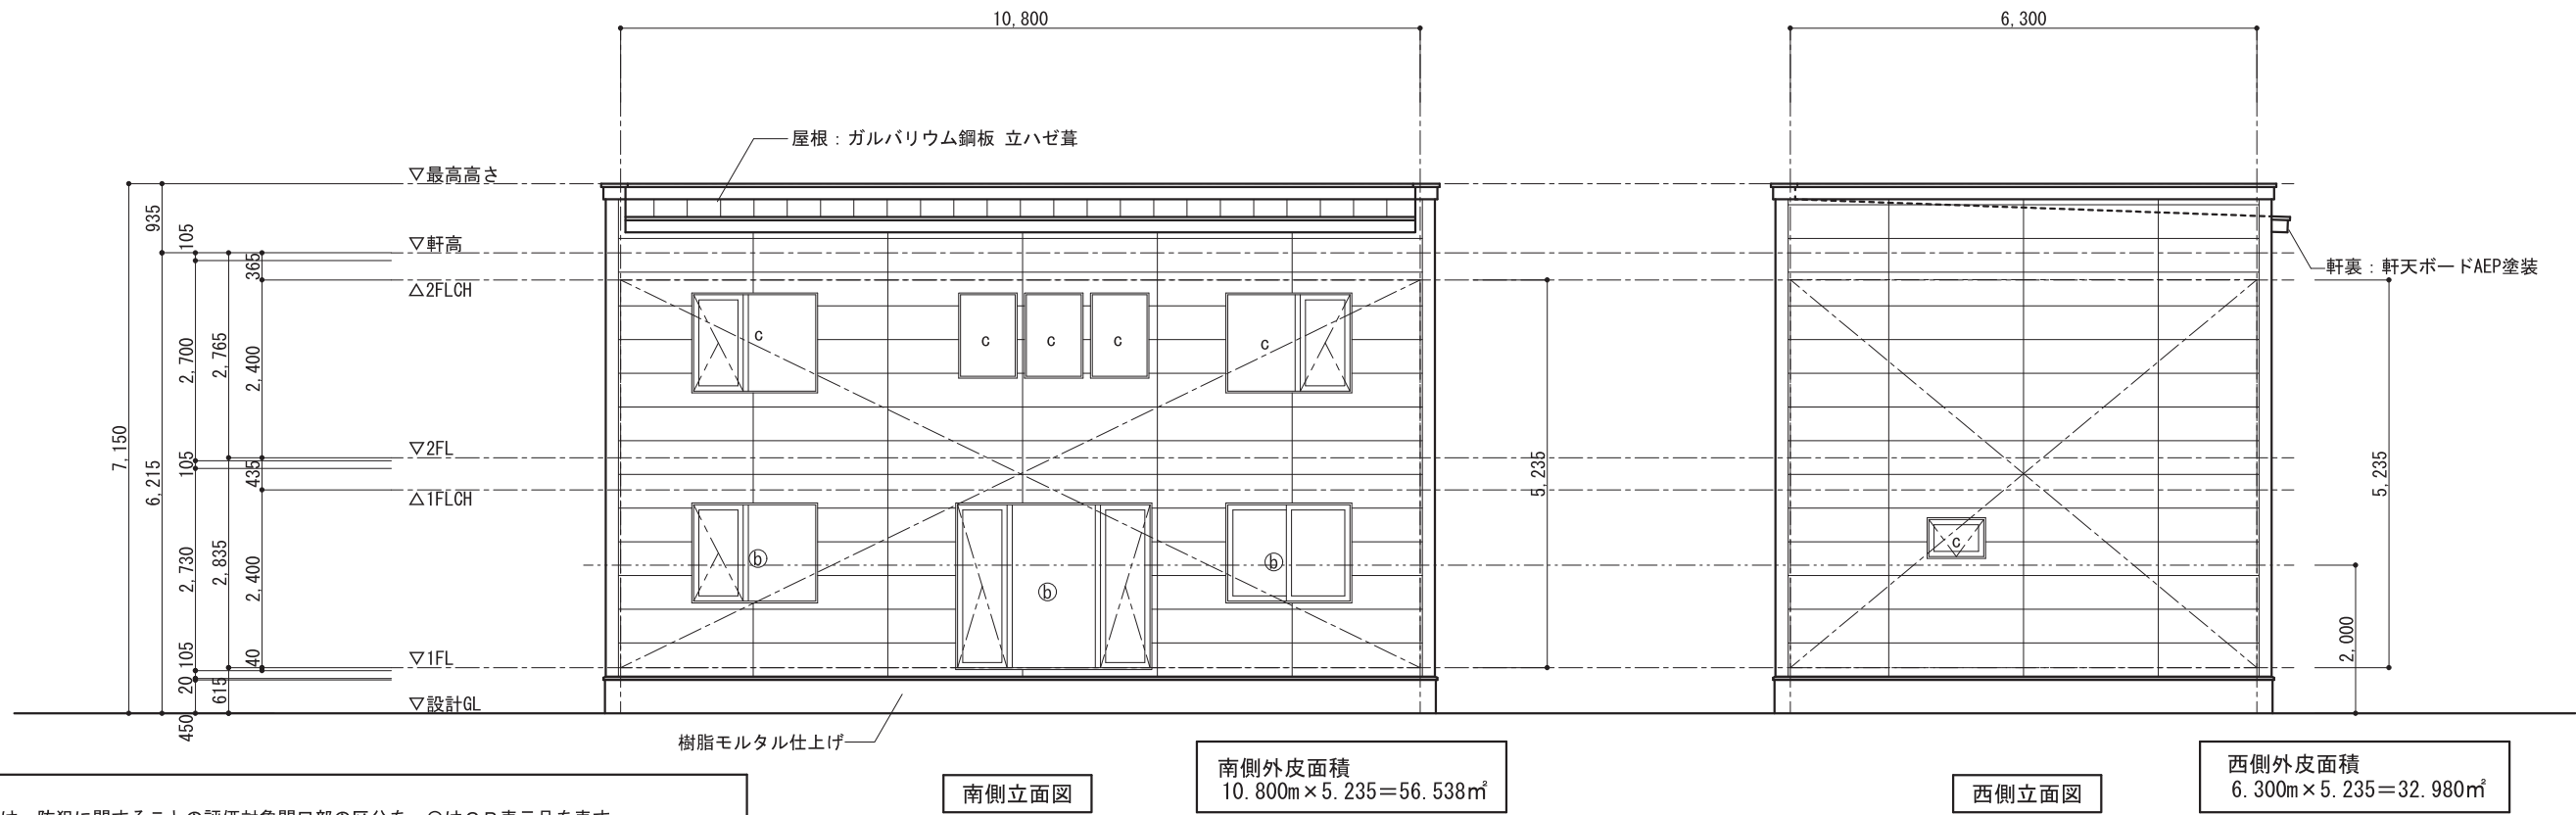 10,800
6,300
屋根：ガルバリウム鋼板 立ハゼ葺
▽最高高さ
935
105
▽軒高
365
軒裏：軒天ボードAEP塗装
△2FLCH
c
c
c
c
c
7,150
6,215
2,700
2,765
2,400
▽2FL
105
435
△1FLCH
5,235
5,235
2,730
2,835
2,400
ⓑ
ⓑ
ⓑ
c
2,000
▽1FL
105
40
20
615
▽設計GL
450
樹脂モルタル仕上げ
南側立面図
南側外皮面積
10.800m×5.235＝56.538㎡
西側立面図
西側外皮面積
6.300m×5.235＝32.980㎡